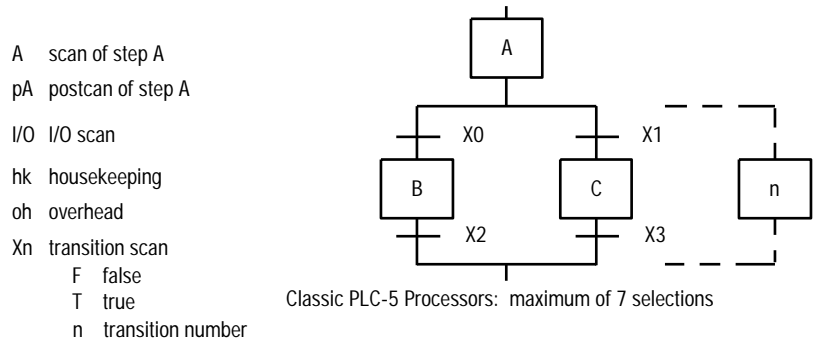 A scan of step A
pA postcan of step A
I/O I/O scan
hk housekeeping
oh overhead
Xn transition scan
F false
T true
n transition number
A
X0
X1
B
C
n
X2
X3
Classic PLC-5 Processors: maximum of 7 selections